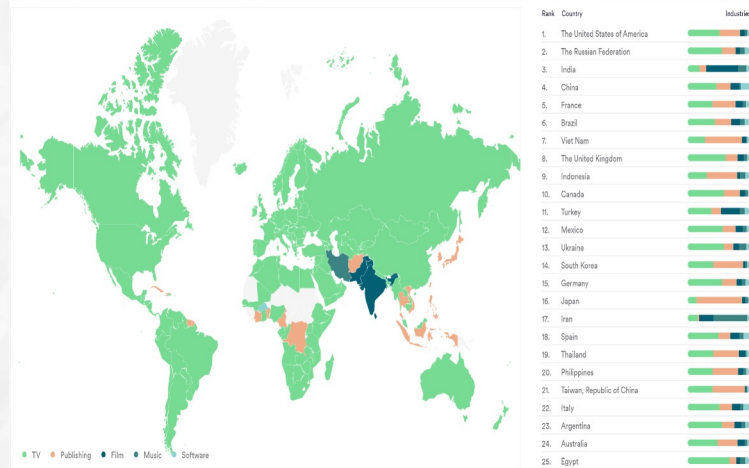 Rank Country Industries
1. The United States of America
2. The Russian Federation
3. India
4. China
5. France
6. Brazil
7. Viet Nam
8. The United Kingdom
9. Indonesia
10. Canada
11. Turkey
12. Mexico
13. Ukraine
14. South Korea
15. Germany
16. Japan
17. Iran
18. Spain
19. Thailand
20. Philippines
21. Taiwan, Republic of China
22. Italy
23. Argentina
24. Australia
25. Egypt
TV Publishing Film Music Software